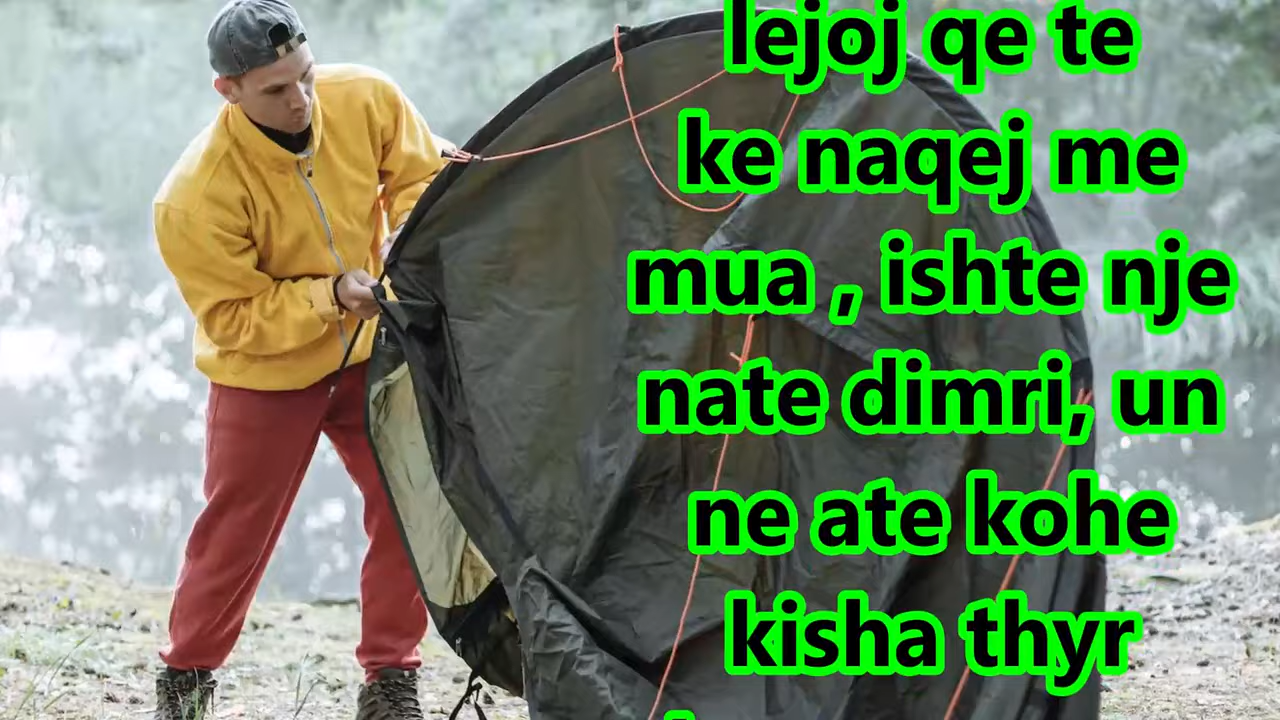 lejoj qe te
ke naqej me
mua , ishte nje
nate dimri, un
ne ate kohe
kisha thyr